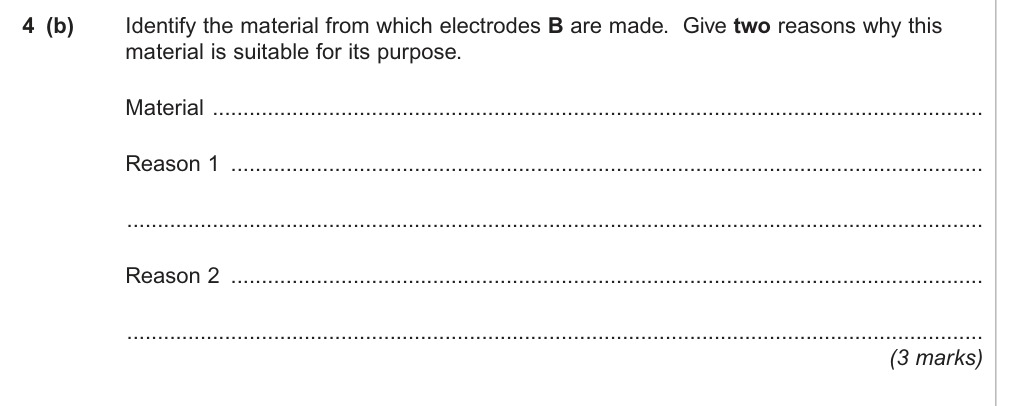 4 (b) Identify the material from which electrodes B are made. Give two reasons why this
material is suitable for its purpose.
Material ....................................................................................................................................
Reason 1 ................................................................................................................................
..................................................................................................................................................
Reason 2 ................................................................................................................................
..................................................................................................................................................
(3 marks)